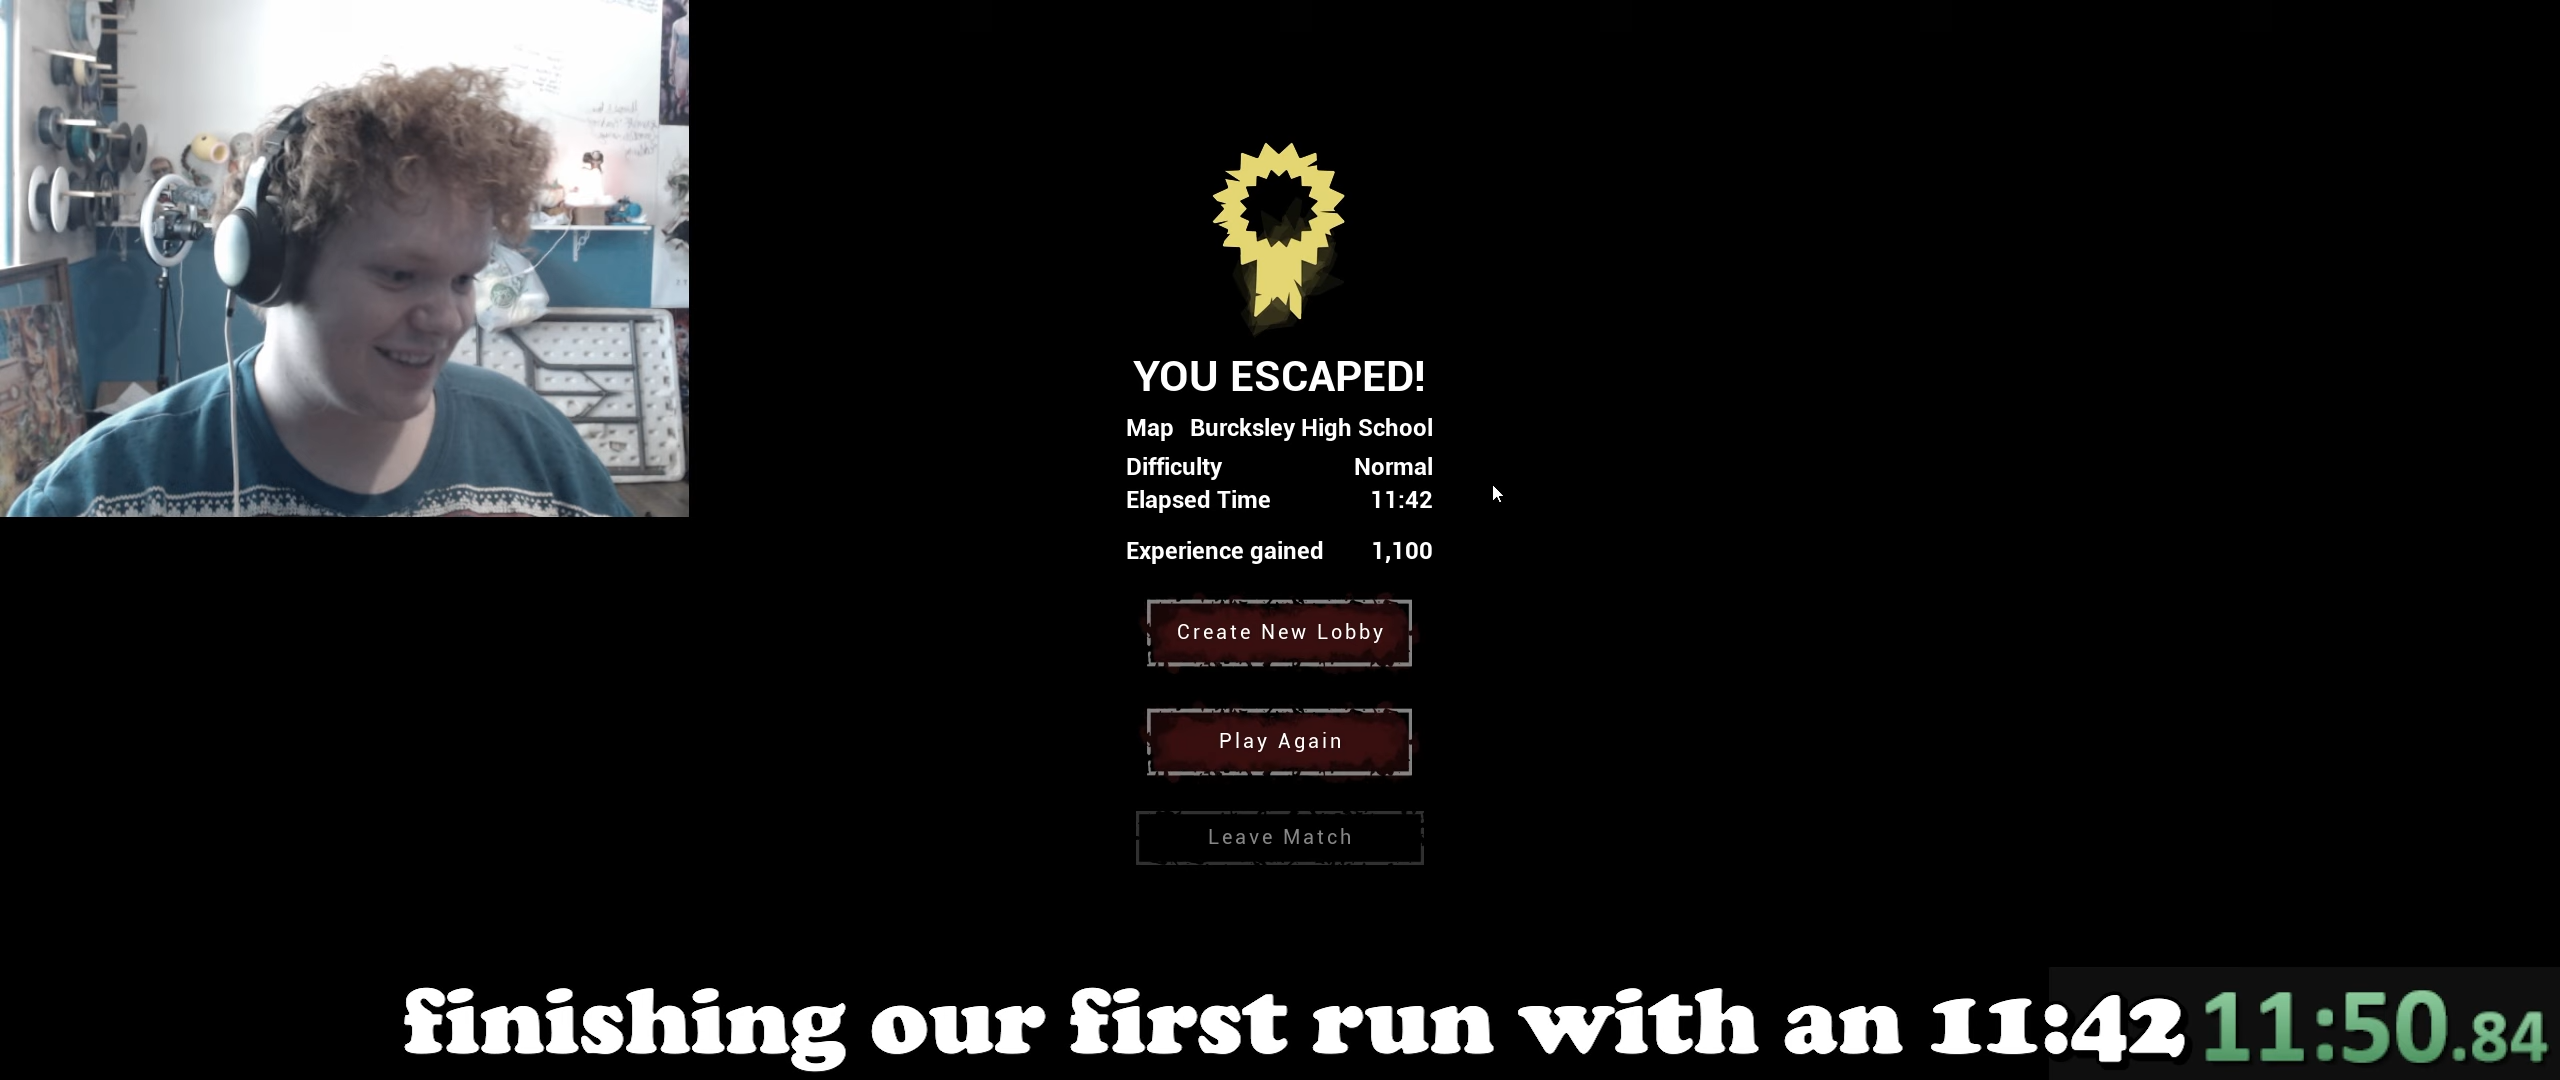 YOU ESCAPED!
Map Burcksley High School
Difficulty Normal
Elapsed Time 11:42
Experience gained 1,100
Create New Lobby
Play Again
Leave Match
finishing our first run with an 11:42 11:50.84